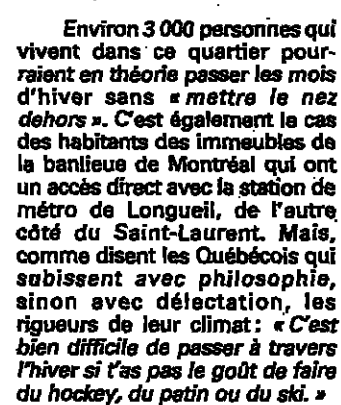 Environ 3 000 personnes qui
vivent dans ce quartier pour-
raient en théorie passer les mois
d'hiver sans « mettre le nez
dehors ». C'est également le cas
des habitants des immeubles de
la banlieue de Montréal qui ont
un accès direct avec la station de
métro de Longueil, de l'autre
côté du Saint-Laurent. Mais,
comme disent les Québécois qui
subissent avec philosophie,
sinon avec délectation, les
rigueurs de leur climat : « C'est
bien difficile de passer à travers
l'hiver si t'as pas le goût de faire
du hockey, du patin ou du ski. »